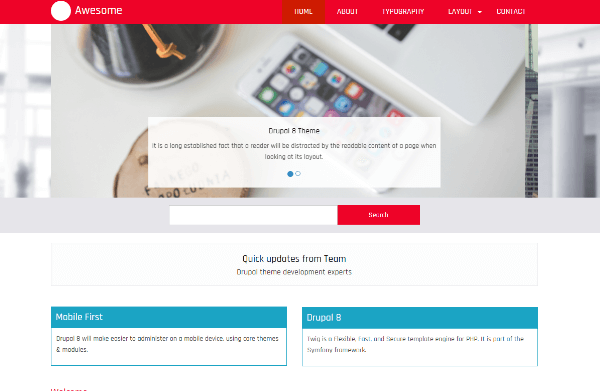 Awesome
HOME ABOUT TYPOGRAPHY LAYOUT CONTACT
Drupal 8 Theme
It is a long established fact that a reader will be distracted by the readable content of a page when
looking at its layout.
Search
Quick updates from Team
Drupal theme development experts
Mobile First
Drupal 8 will make easier to administer on a mobile device, using core themes
& modules.
Drupal 8
Twig is a Flexible, Fast, and Secure template engine for PHP. It is part of the
Symfony framework.